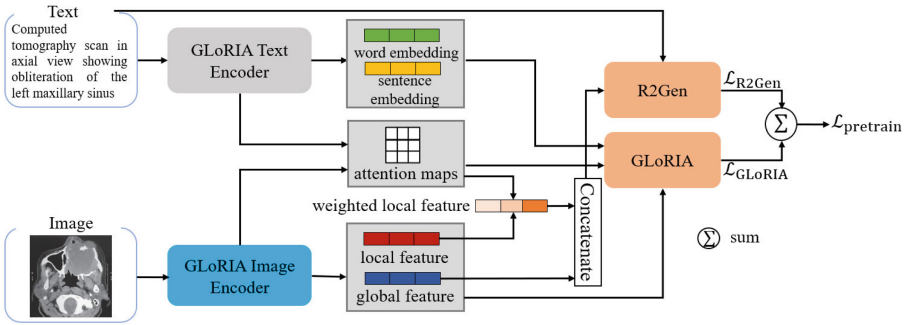 Text
Computed
tomography scan in
axial view showing
obliteration of the
left maxillary sinus
GLoRIA Text
Encoder
word embedding
sentence
embedding
attention maps
weighted local feature
Image
GLoRIA Image
Encoder
local feature
global feature
Concatenate
R2Gen
GLoRIA
ℒR2Gen
ℒGLoRIA
Σ
ℒpretrain
Σ sum